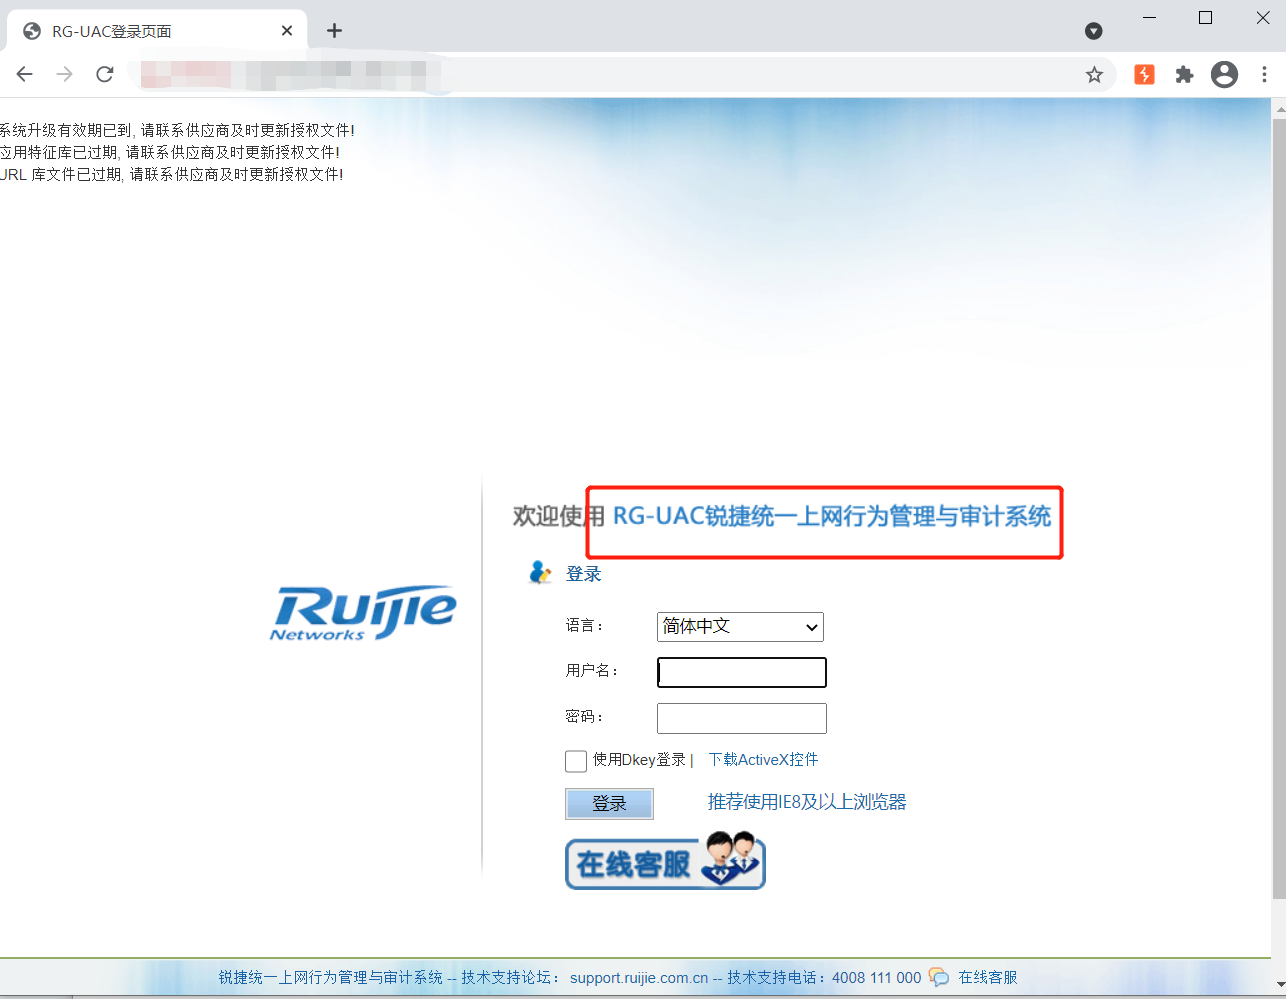 RG-UAC登录页面
系统升级有效期已到, 请联系供应商及时更新授权文件!
应用特征库已过期, 请联系供应商及时更新授权文件!
URL 库文件已过期, 请联系供应商及时更新授权文件!
欢迎使用 RG-UAC锐捷统一上网行为管理与审计系统
登录
Ruijie
Networks
语言：
简体中文
用户名：
密码：
使用Dkey登录 | 下载ActiveX控件
登录
推荐使用IE8及以上浏览器
在线客服
锐捷统一上网行为管理与审计系统 -- 技术支持论坛： support.ruijie.com.cn -- 技术支持电话：4008 111 000 在线客服